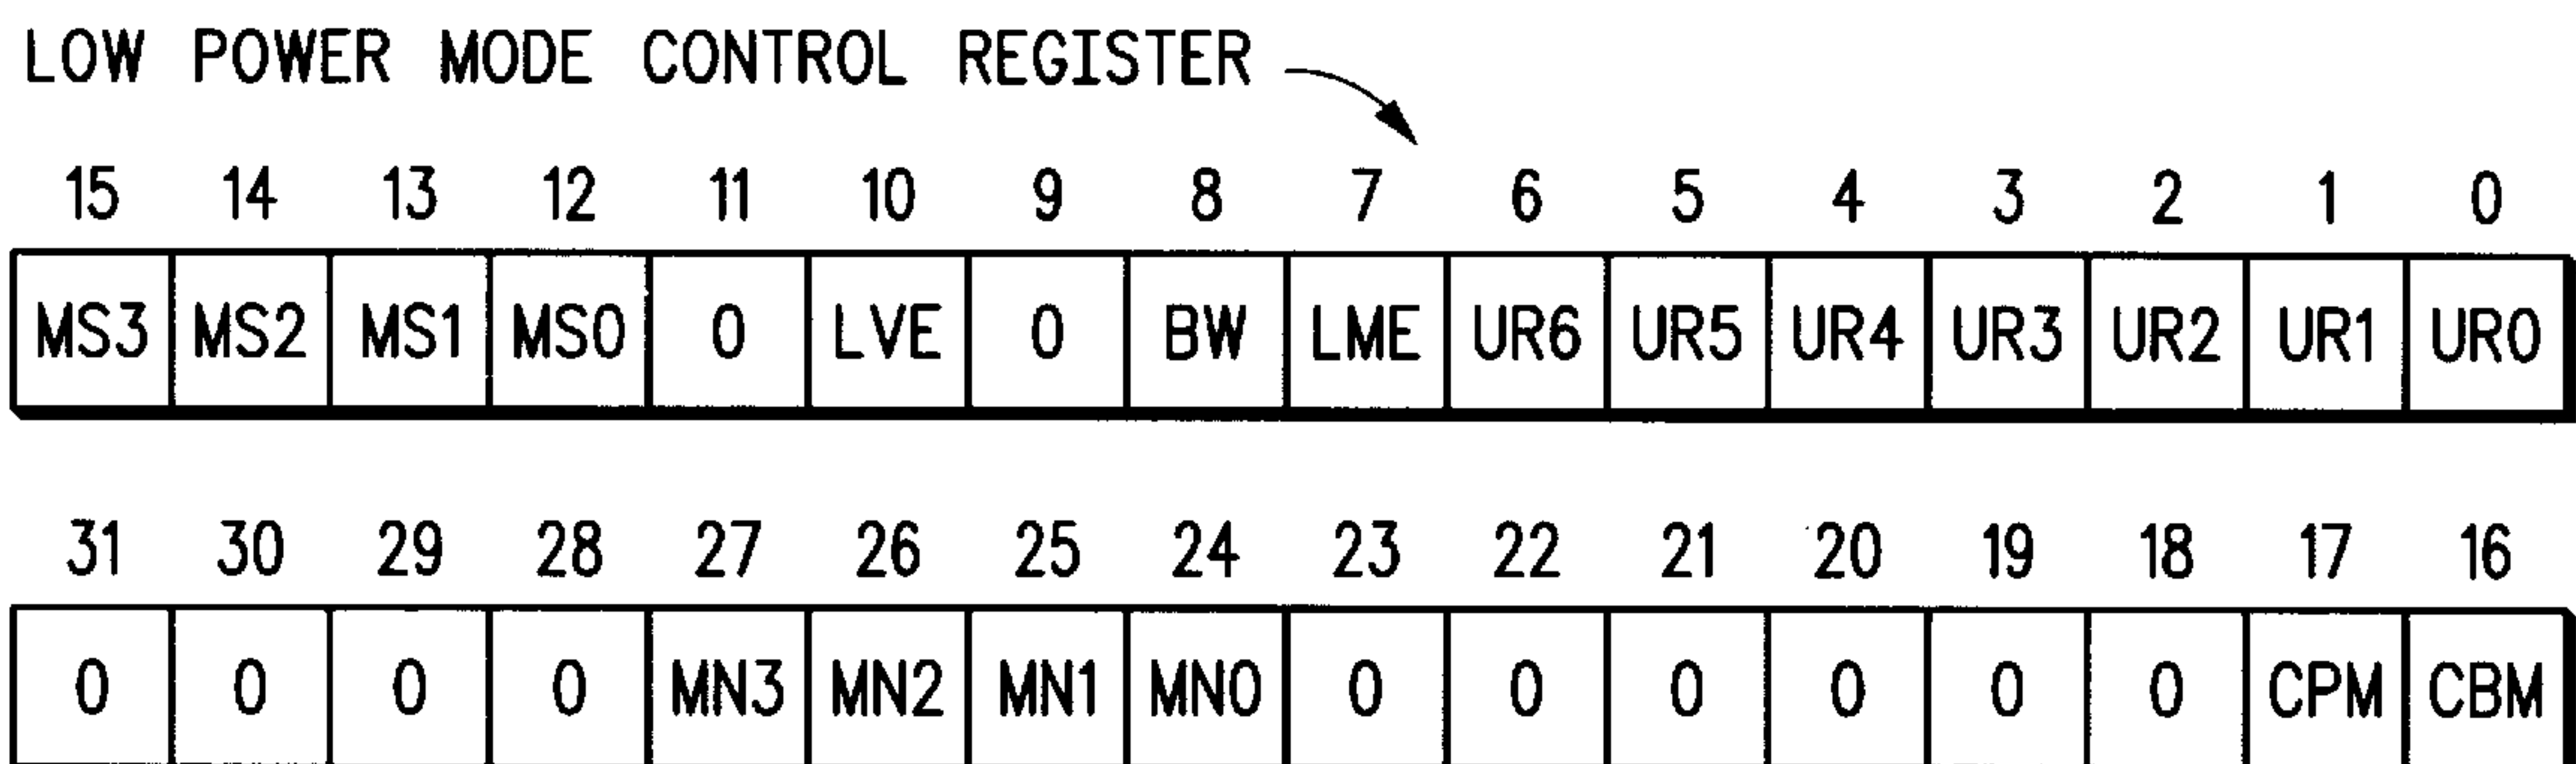 LOW POWER MODE CONTROL REGISTER
15 14 13 12 11 10 9 8 7 6 5 4 3 2 1 0
MS3 MS2 MS1 MS0 0 LVE 0 BW LME UR6 UR5 UR4 UR3 UR2 UR1 UR0
31 30 29 28 27 26 25 24 23 22 21 20 19 18 17 16
0 0 0 0 MN3 MN2 MN1 MN0 0 0 0 0 0 0 CPM CBM